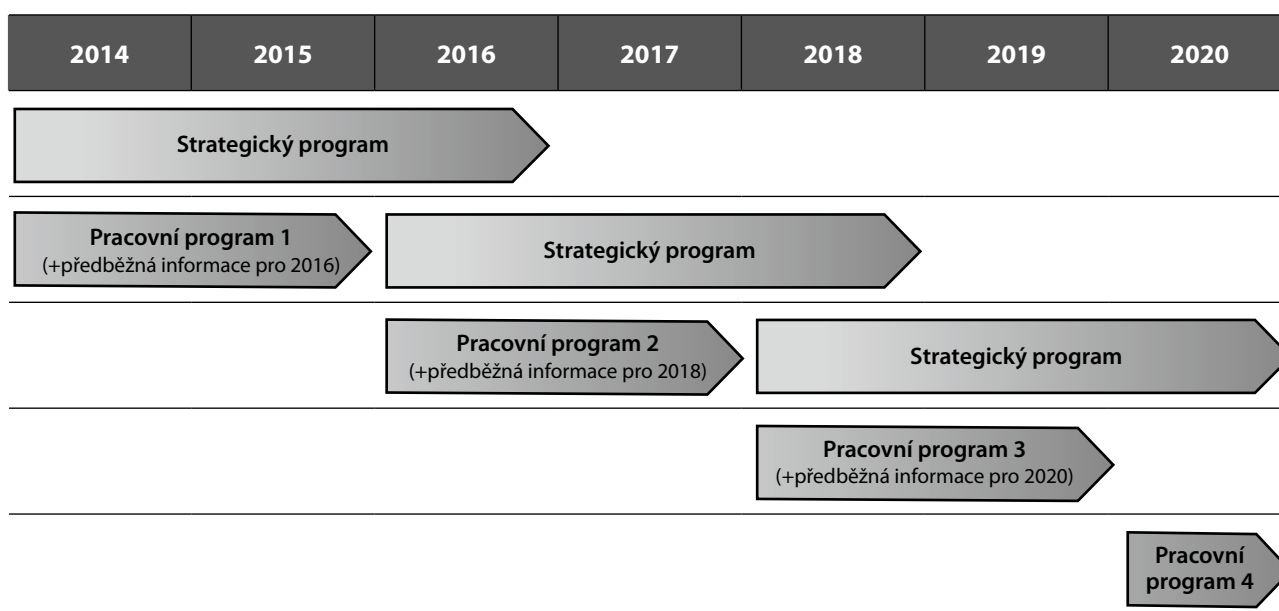 2014 2015 2016 2017 2018 2019 2020
Strategický program
Pracovní program 1
(+předběžná informace pro 2016)
Strategický program
Pracovní program 2
(+předběžná informace pro 2018)
Strategický program
Pracovní program 3
(+předběžná informace pro 2020)
Pracovní
program 4